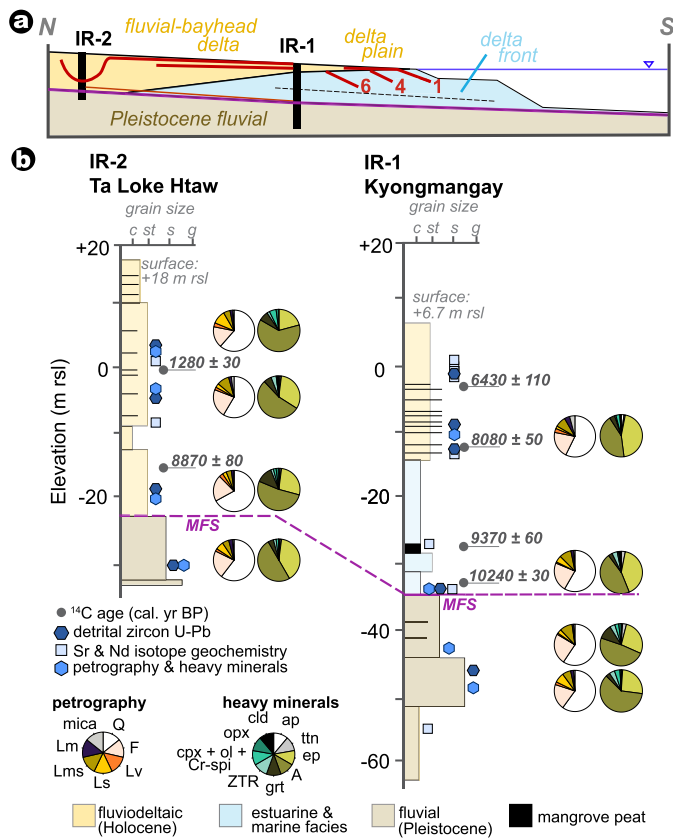 a
N
S
IR-2
fluvial-bayhead
delta
IR-1
delta
plain
delta
front
6
4
1
Pleistocene fluvial
b
IR-2
Ta Loke Htaw
grain size
c st s g
+20
surface:
+18 m rsl
1280 ± 30
0
8870 ± 80
-20
MFS
Elevation (m rsl)
IR-1
Kyongmangay
grain size
c st s g
+20
surface:
+6.7 m rsl
6430 ± 110
0
8080 ± 50
-20
9370 ± 60
10240 ± 30
MFS
-40
-60
¹⁴C age (cal. yr BP)
detrital zircon U-Pb
Sr & Nd isotope geochemistry
petrography & heavy minerals
petrography
mica
Q
Lm
F
Lms
Lv
Ls
heavy minerals
cld
ap
opx
ttn
cpx + ol +
Cr-spi
ep
ZTR
A
grt
fluviodeltaic
(Holocene)
estuarine &
marine facies
fluvial
(Pleistocene)
mangrove peat